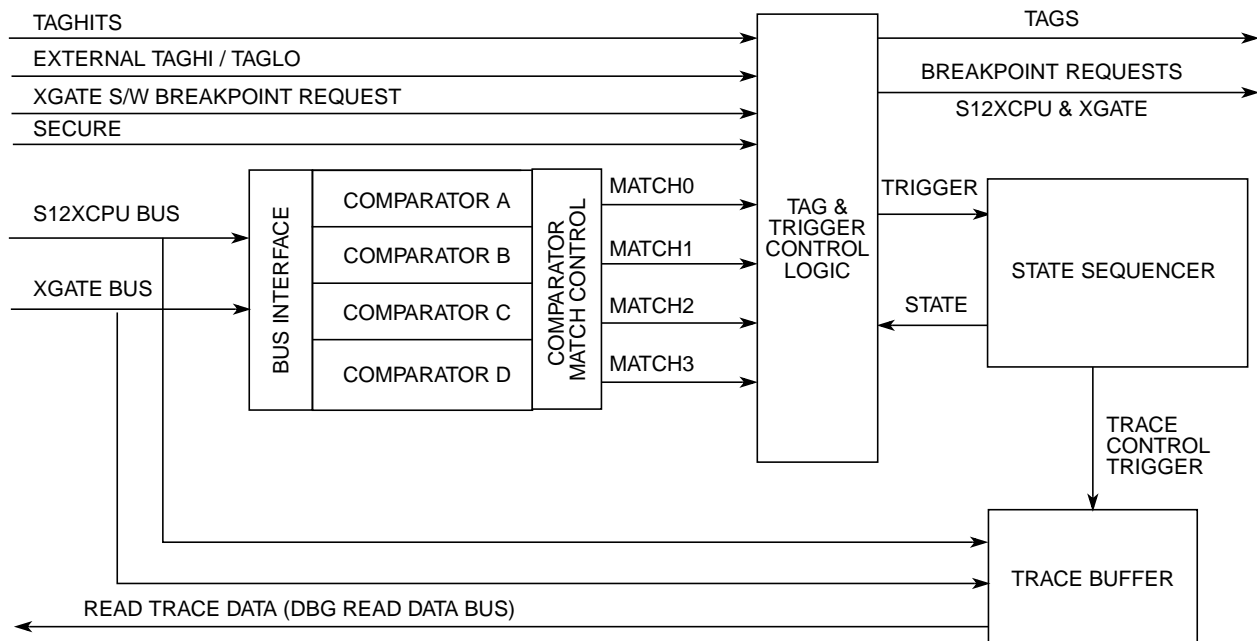 TAGHITS
TAGS
EXTERNAL TAGHI / TAGLO
BREAKPOINT REQUESTS
XGATE S/W BREAKPOINT REQUEST
S12XCPU & XGATE
SECURE
S12XCPU BUS
XGATE BUS
BUS INTERFACE
COMPARATOR A
COMPARATOR B
COMPARATOR C
COMPARATOR D
COMPARATOR
MATCH CONTROL
MATCH0
MATCH1
MATCH2
MATCH3
TAG &
TRIGGER
CONTROL
LOGIC
TRIGGER
STATE
STATE SEQUENCER
TRACE
CONTROL
TRIGGER
TRACE BUFFER
READ TRACE DATA (DBG READ DATA BUS)